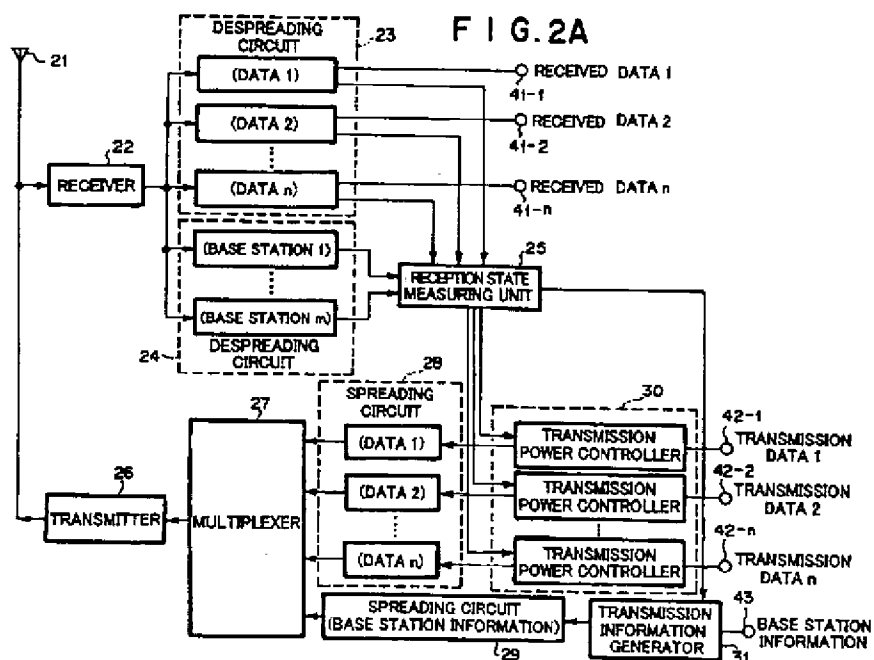 FIG.2A
21
DESPREADING
CIRCUIT
23
(DATA 1)
RECEIVED DATA 1
41-1
(DATA 2)
RECEIVED DATA 2
41-2
22
RECEIVER
(DATA n)
RECEIVED DATA n
41-n
(BASE STATION 1)
25
RECEPTION STATE
MEASURING UNIT
(BASE STATION m)
DESPREADING
CIRCUIT
24
28
SPREADING
CIRCUIT
30
27
42-1
(DATA 1)
TRANSMISSION
POWER CONTROLLER
TRANSMISSION
DATA 1
42-2
26
TRANSMITTER
MULTIPLEXER
(DATA 2)
TRANSMISSION
POWER CONTROLLER
TRANSMISSION
DATA 2
42-n
(DATA n)
TRANSMISSION
POWER CONTROLLER
TRANSMISSION
DATA n
SPREADING CIRCUIT
(BASE STATION INFORMATION)
29
TRANSMISSION
INFORMATION
GENERATOR
31
43
BASE STATION
INFORMATION